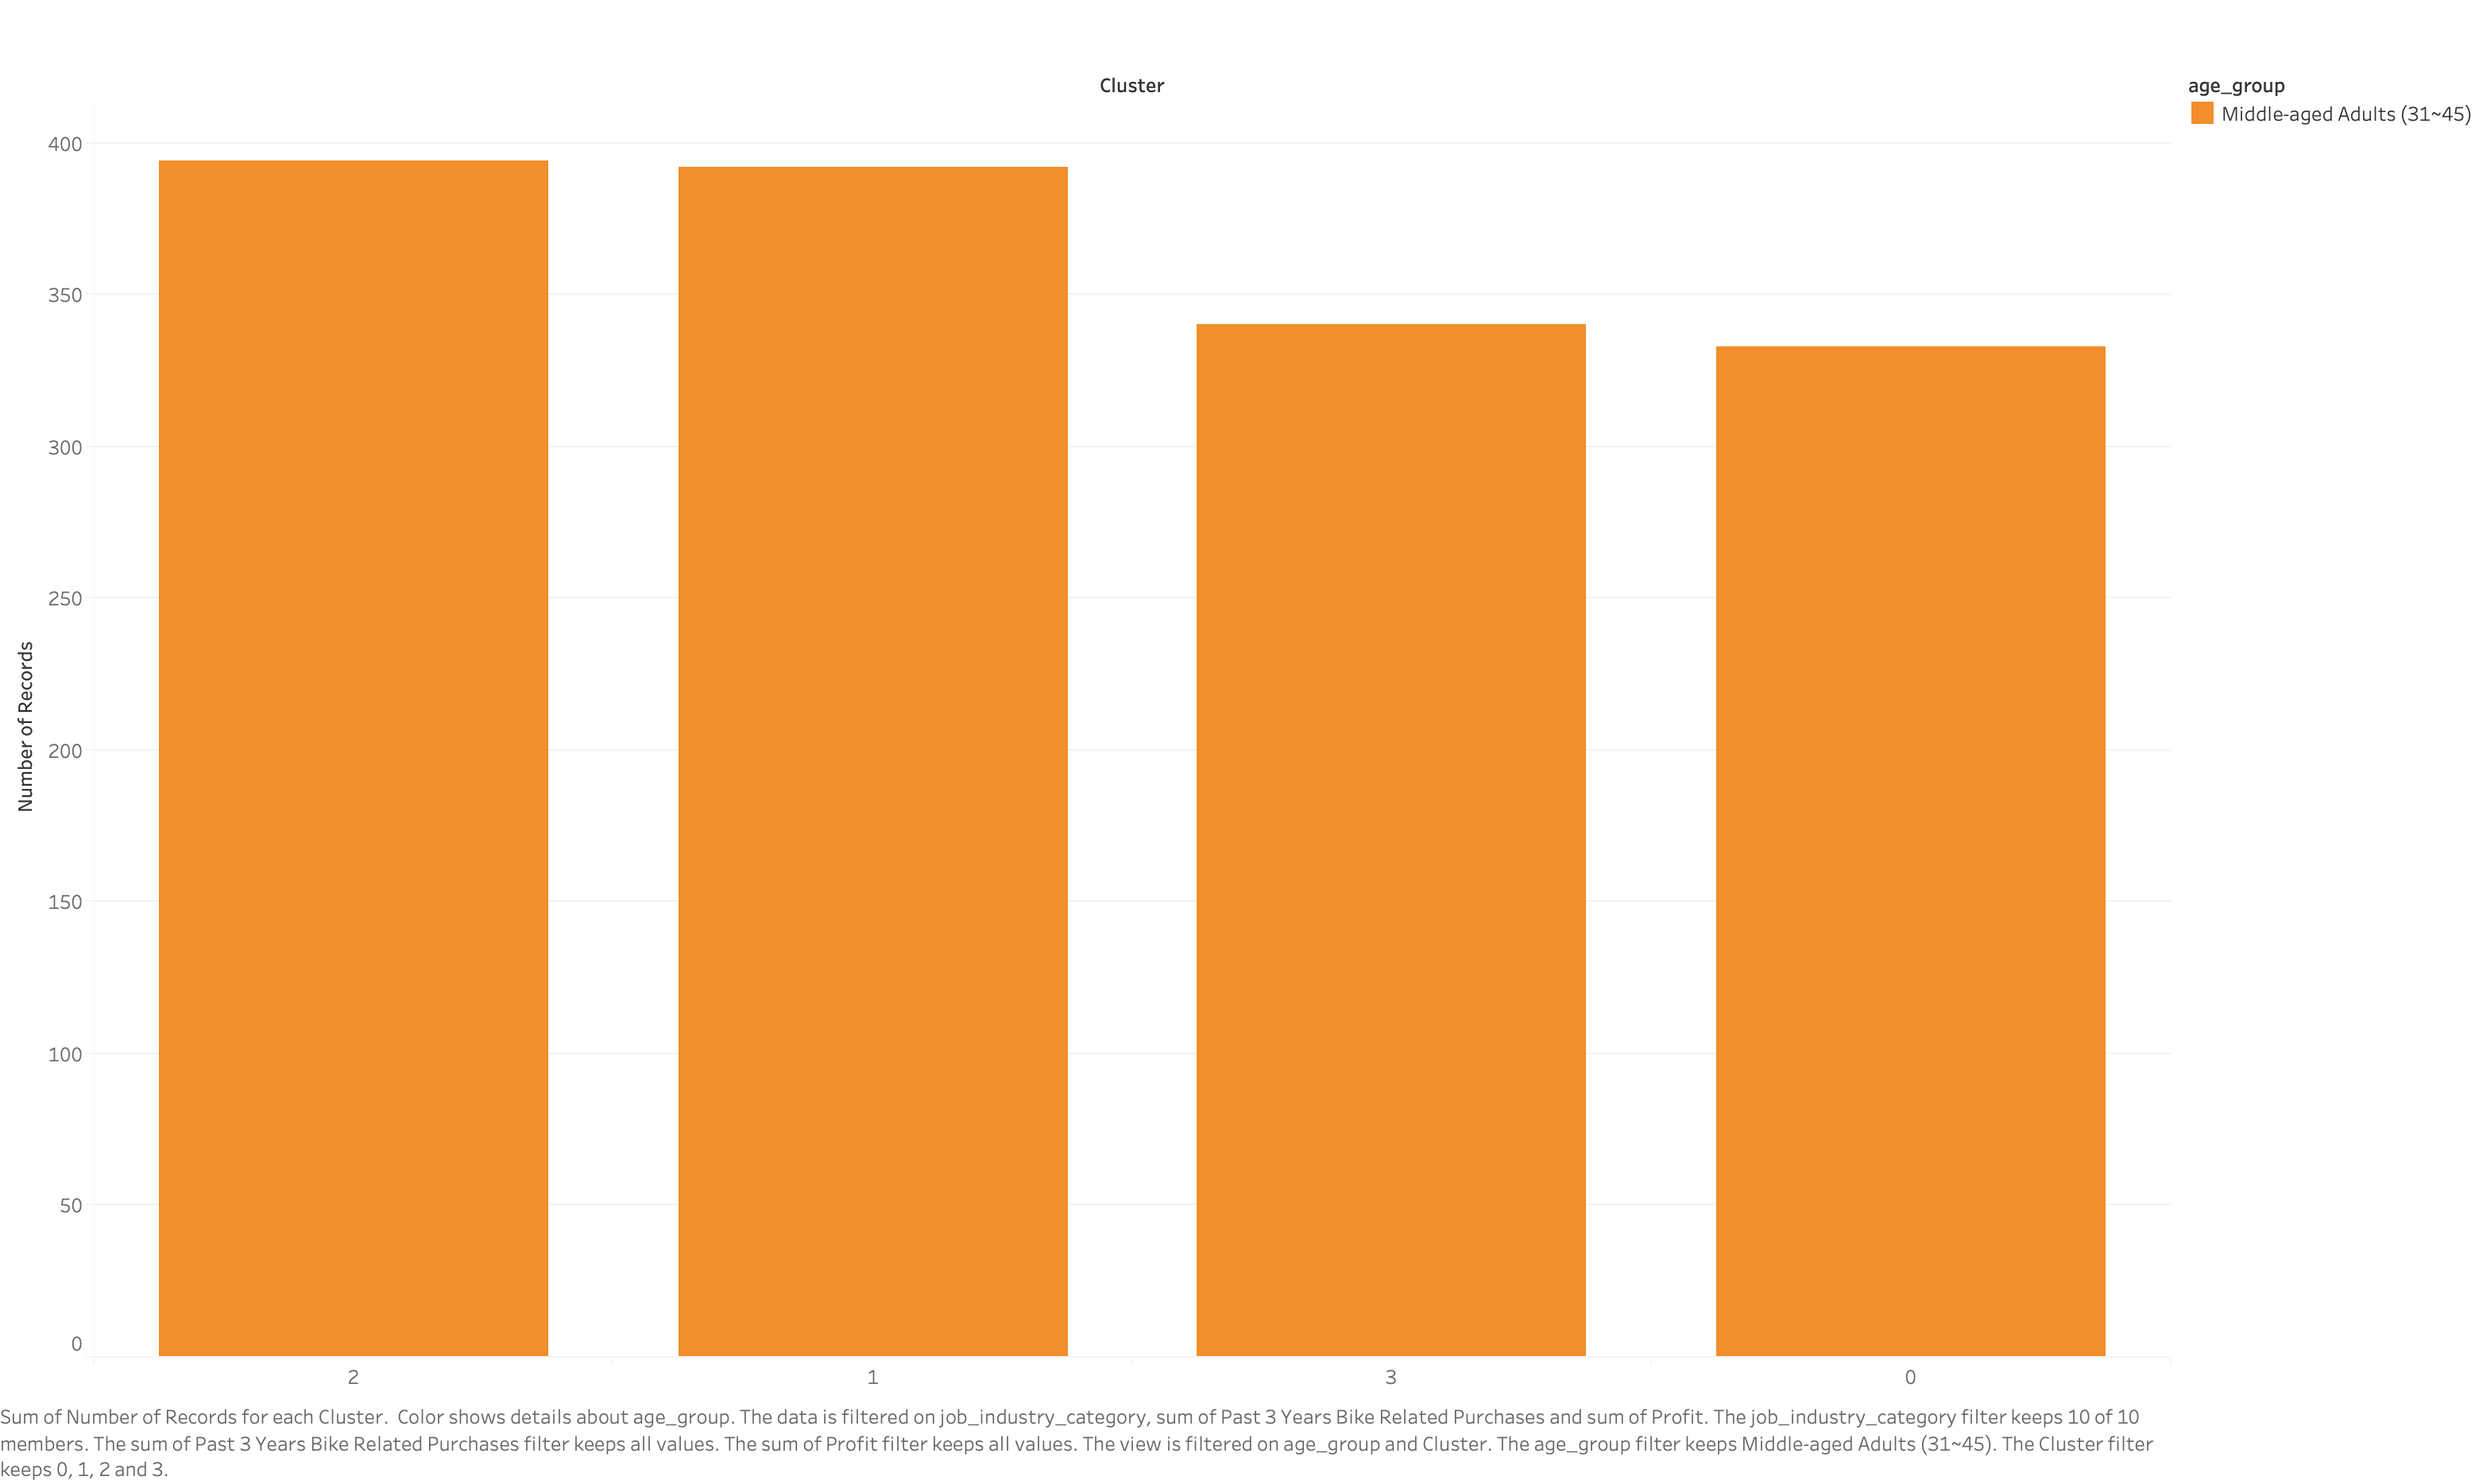 Cluster
age_group
Middle-aged Adults (31~45)
400
350
300
250
200
150
100
50
0
Number of Records
2
1
3
0
Sum of Number of Records for each Cluster.  Color shows details about age_group. The data is filtered on job_industry_category, sum of Past 3 Years Bike Related Purchases and sum of Profit. The job_industry_category filter keeps 10 of 10
members. The sum of Past 3 Years Bike Related Purchases filter keeps all values. The sum of Profit filter keeps all values. The view is filtered on age_group and Cluster. The age_group filter keeps Middle-aged Adults (31~45). The Cluster filter
keeps 0, 1, 2 and 3.